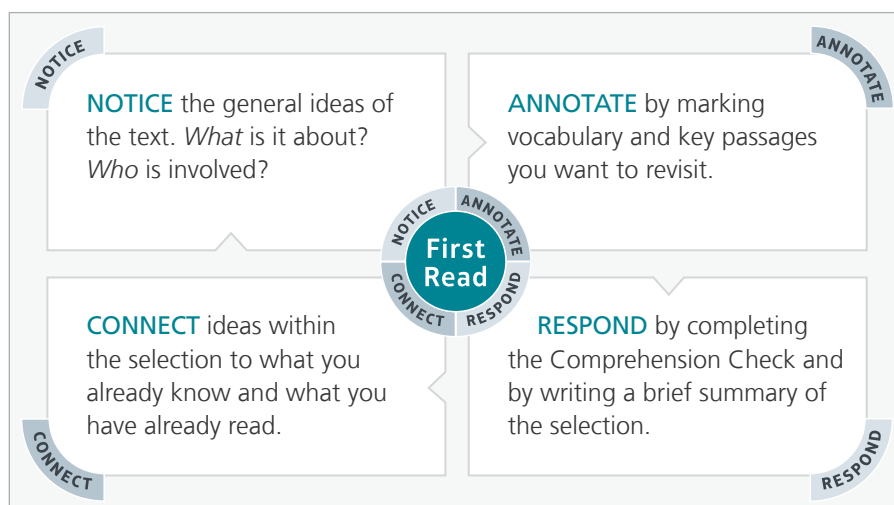 NOTICE
NOTICE the general ideas of
the text. What is it about?
Who is involved?
ANNOTATE
ANNOTATE by marking
vocabulary and key passages
you want to revisit.
NOTICE
ANNOTATE
First
Read
CONNECT
RESPOND
CONNECT ideas within
the selection to what you
already know and what you
have already read.
CONNECT
RESPOND by completing
the Comprehension Check and
by writing a brief summary of
the selection.
RESPOND